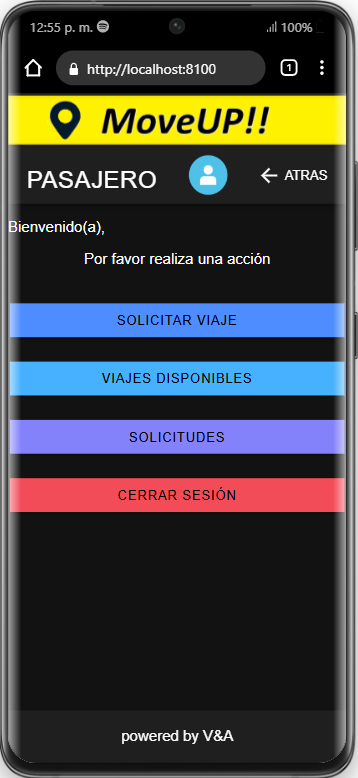 12:55 p. m. 100%
http://localhost:8100 1
MoveUP!!
PASAJERO ATRAS
Bienvenido(a),
Por favor realiza una acción
SOLICITAR VIAJE
VIAJES DISPONIBLES
SOLICITUDES
CERRAR SESIÓN
powered by V&A